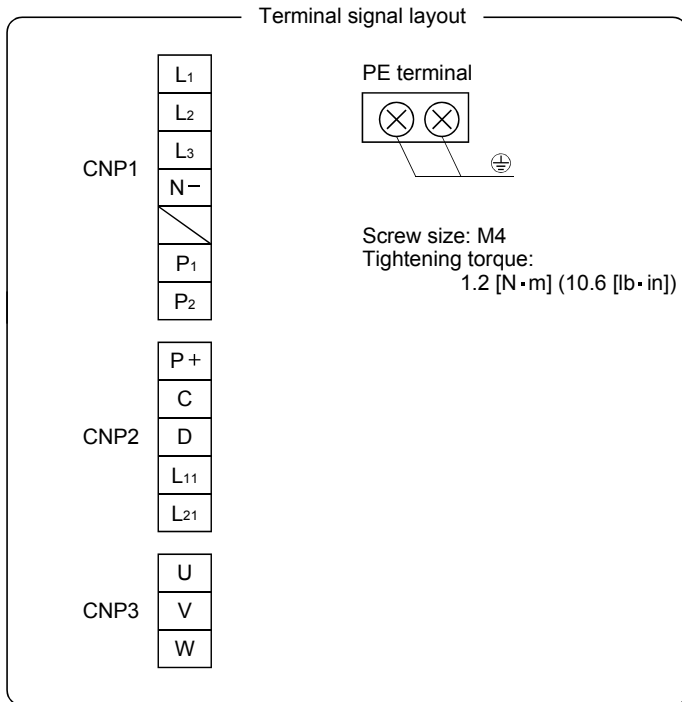 Terminal signal layout
CNP1
L1
L2
L3
N−
P1
P2
PE terminal
Screw size: M4
Tightening torque:
1.2 [N・m] (10.6 [lb・in])
CNP2
P+
C
D
L11
L21
CNP3
U
V
W